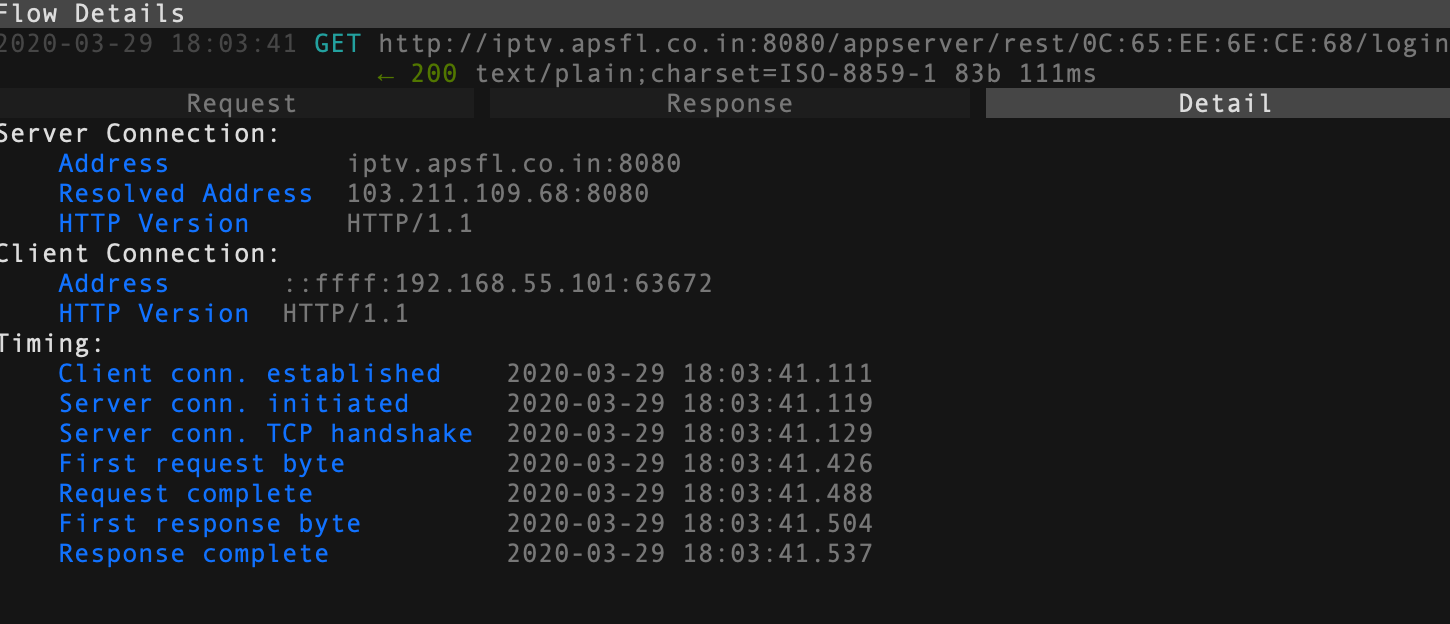 Flow Details
2020-03-29 18:03:41 GET http://iptv.apsfl.co.in:8080/appserver/rest/0C:65:EE:6E:CE:68/login
← 200 text/plain;charset=ISO-8859-1 83b 111ms
Request Response Detail
Server Connection:
Address iptv.apsfl.co.in:8080
Resolved Address 103.211.109.68:8080
HTTP Version HTTP/1.1
Client Connection:
Address ::ffff:192.168.55.101:63672
HTTP Version HTTP/1.1
Timing:
Client conn. established 2020-03-29 18:03:41.111
Server conn. initiated 2020-03-29 18:03:41.119
Server conn. TCP handshake 2020-03-29 18:03:41.129
First request byte 2020-03-29 18:03:41.426
Request complete 2020-03-29 18:03:41.488
First response byte 2020-03-29 18:03:41.504
Response complete 2020-03-29 18:03:41.537